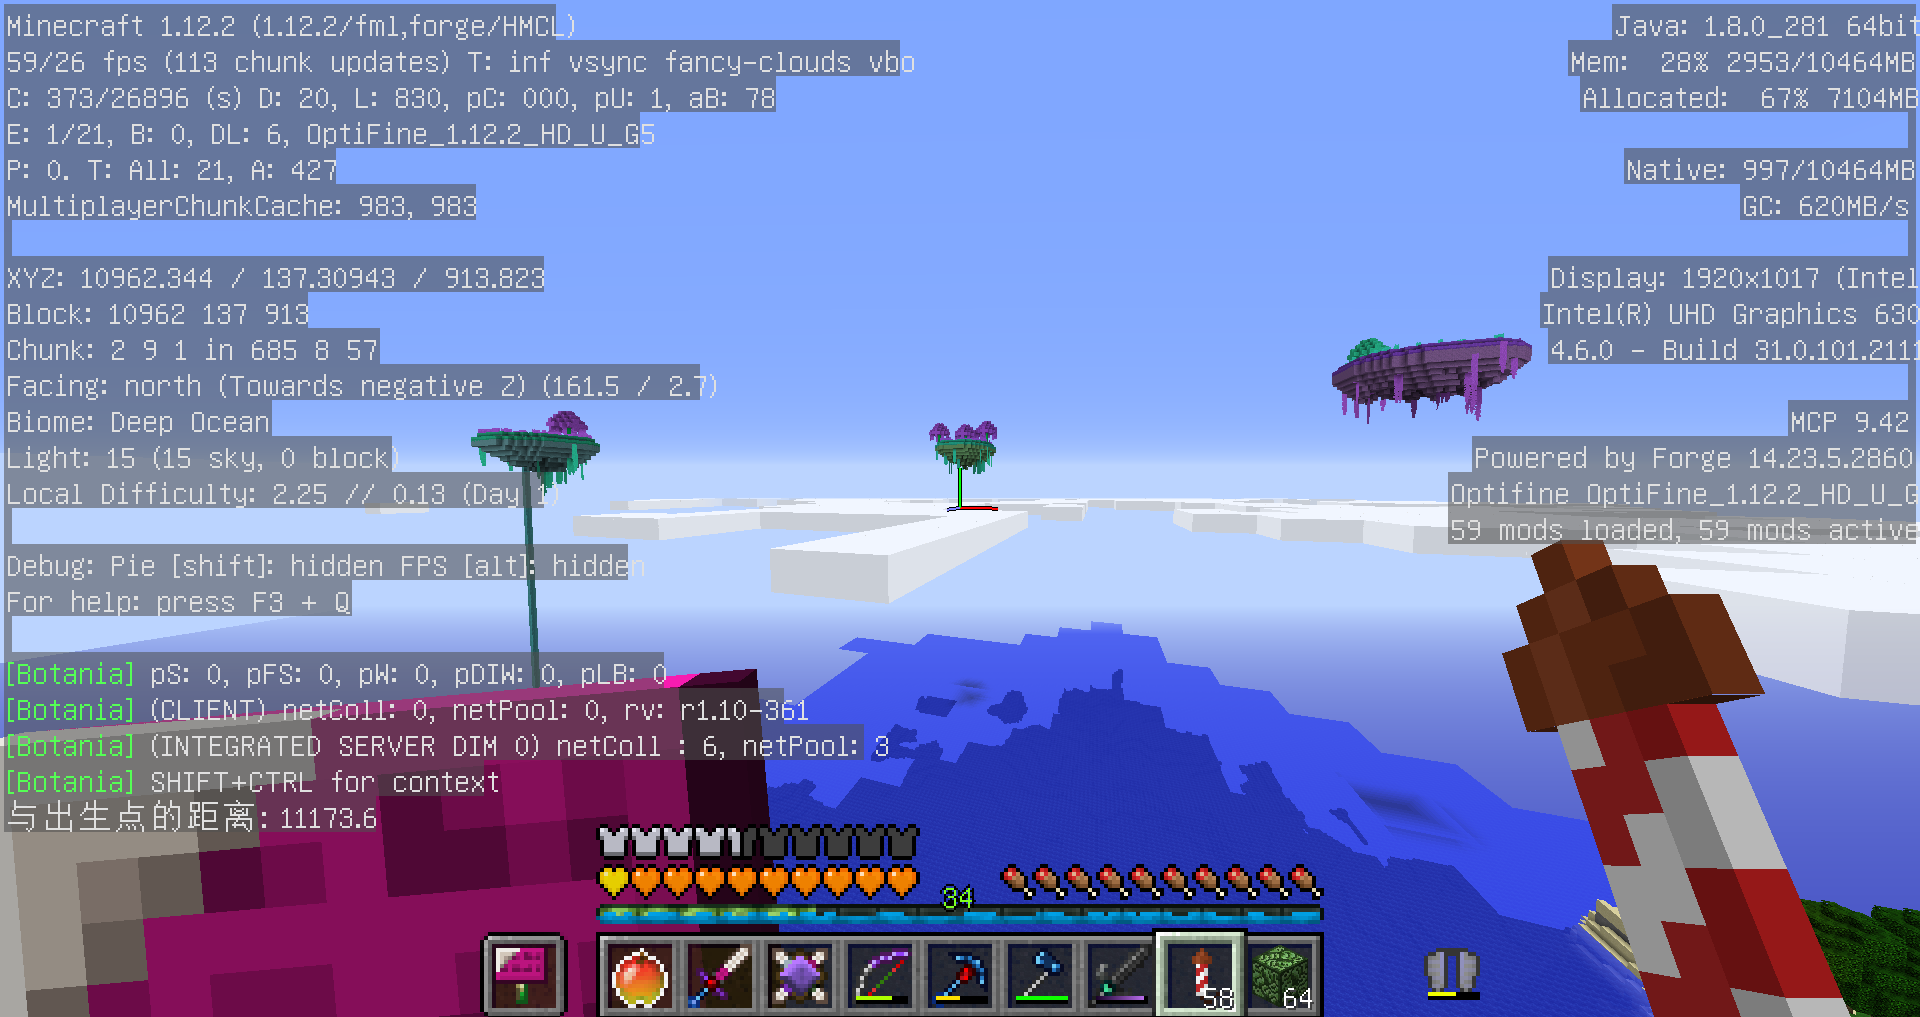 Minecraft 1.12.2 (1.12.2/fml,forge/HMCL)
59/26 fps (113 chunk updates) T: inf vsync fancy-clouds vbo
C: 373/26896 (s) D: 20, L: 830, pC: 000, pU: 1, aB: 78
E: 1/21, B: 0, DL: 6, OptiFine_1.12.2_HD_U_G5
P: 0. T: All: 21, A: 427
MultiplayerChunkCache: 983, 983
XYZ: 10962.344 / 137.30943 / 913.823
Block: 10962 137 913
Chunk: 2 9 1 in 685 8 57
Facing: north (Towards negative Z) (161.5 / 2.7)
Biome: Deep Ocean
Light: 15 (15 sky, 0 block)
Local Difficulty: 2.25 // 0.13 (Day 1)
Debug: Pie [shift]: hidden FPS [alt]: hidden
For help: press F3 + Q
[Botania] pS: 0, pFS: 0, pW: 0, pDIW: 0, pLB: 0
[Botania] (CLIENT) netColl: 0, netPool: 0, rv: r1.10-361
[Botania] (INTEGRATED SERVER DIM 0) netColl : 6, netPool: 3
[Botania] SHIFT+CTRL for context
与出生点的距离: 11173.6
Java: 1.8.0_281 64bit
Mem: 28% 2953/10464MB
Allocated: 67% 7104MB
Native: 997/10464MB
GC: 620MB/s
Display: 1920x1017 (Intel
Intel(R) UHD Graphics 630
4.6.0 - Build 31.0.101.2111
MCP 9.42
Powered by Forge 14.23.5.2860
Optifine OptiFine_1.12.2_HD_U_G
59 mods loaded, 59 mods active
34
58
64